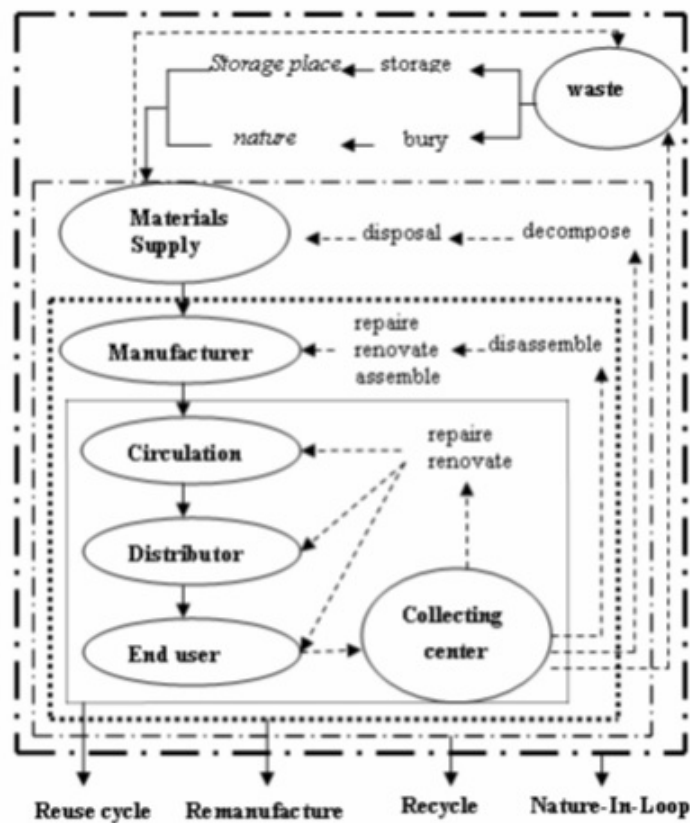 Storage place storage
waste
nature bury
Materials
Supply
disposal decompose
repaire
renovate
assemble
disassemble
Manufacturer
repaire
renovate
Circulation
Distributor
Collecting
center
End user
Reuse cycle Remanufacture Recycle Nature-In-Loop